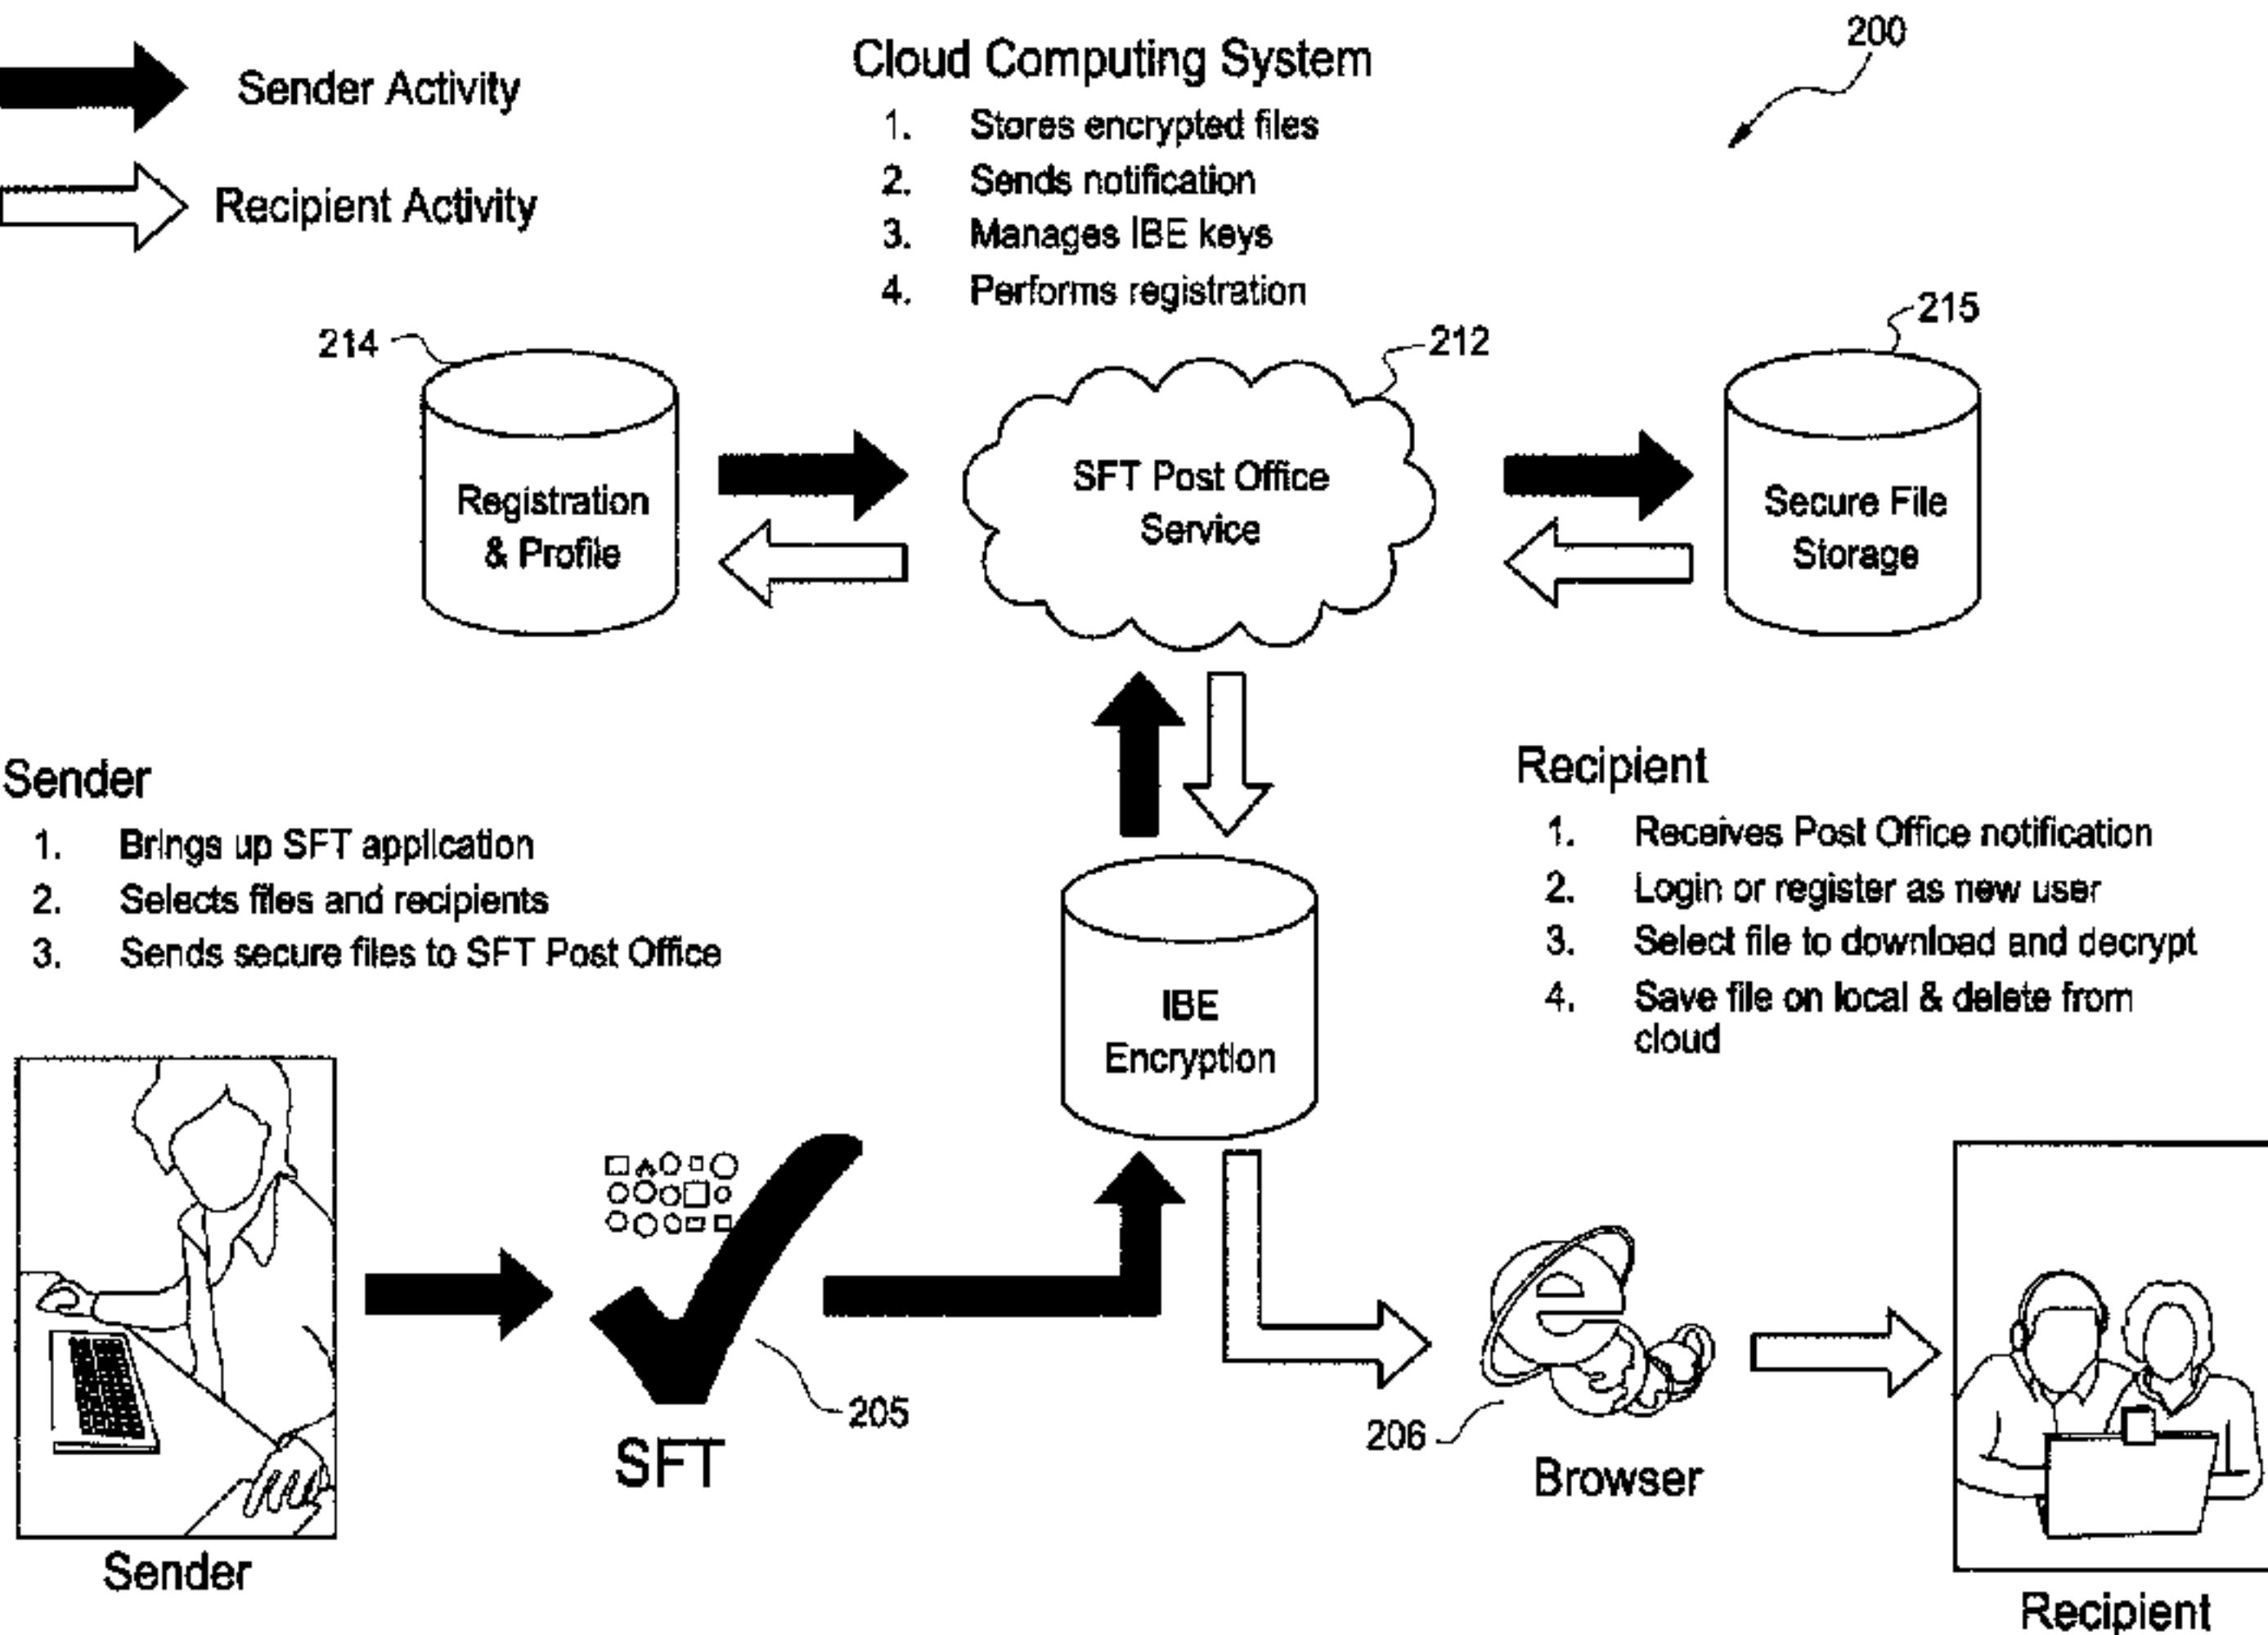 Sender Activity
Recipient Activity
Cloud Computing System
1. Stores encrypted files
2. Sends notification
3. Manages IBE keys
4. Performs registration
200
214
212
215
Registration
& Profile
SFT Post Office
Service
Secure File
Storage
Sender
1. Brings up SFT application
2. Selects files and recipients
3. Sends secure files to SFT Post Office
Recipient
1. Receives Post Office notification
2. Login or register as new user
3. Select file to download and decrypt
4. Save file on local & delete from
cloud
IBE
Encryption
205
SFT
e
206
Browser
Sender
Recipient